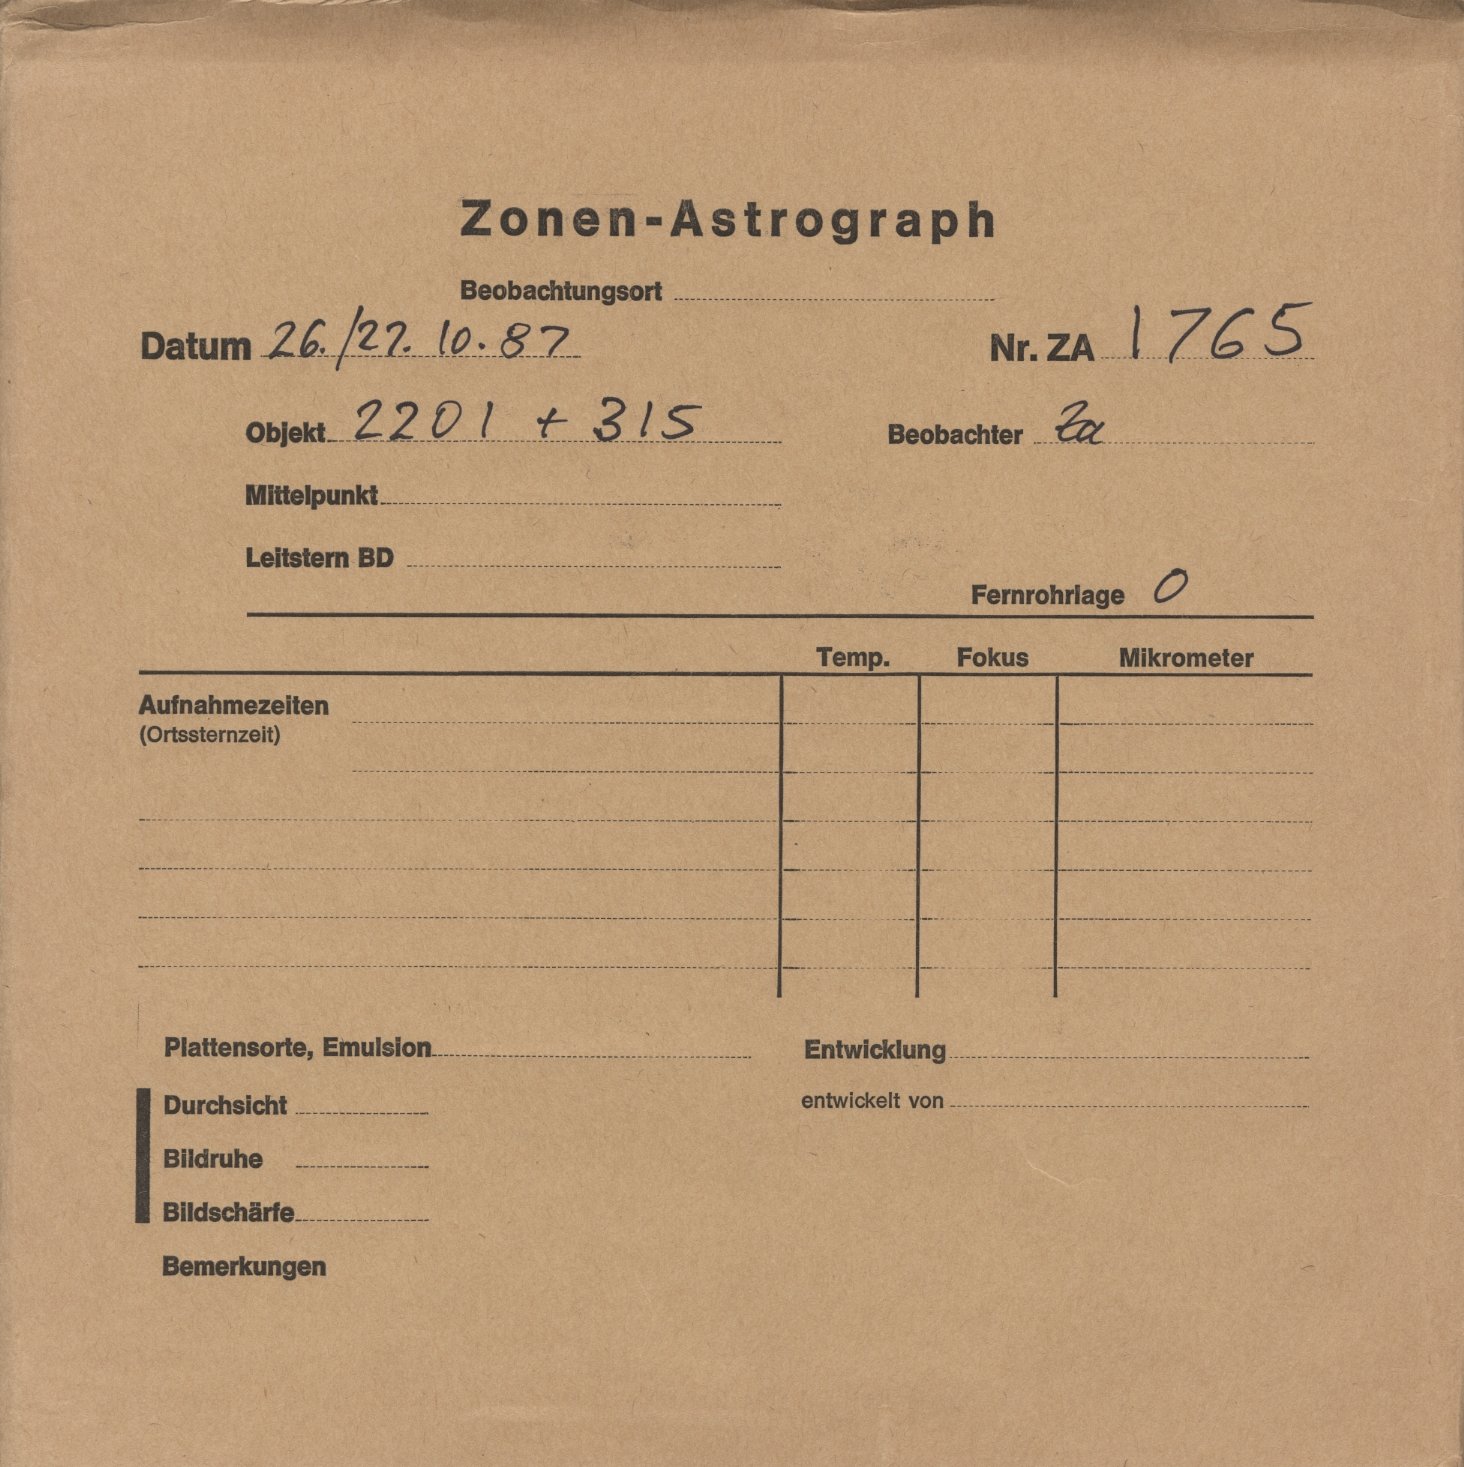 Zonen-Astrograph
Beobachtungsort
Datum 26./27. 10. 87
Nr. ZA 1765
Objekt 2201 + 315
Beobachter Za
Mittelpunkt
Leitstern BD
Fernrohrlage O
Temp. Fokus Mikrometer
Aufnahmezeiten
(Ortssternzeit)
Plattensorte, Emulsion
Entwicklung
Durchsicht
entwickelt von
Bildruhe
Bildschärfe
Bemerkungen